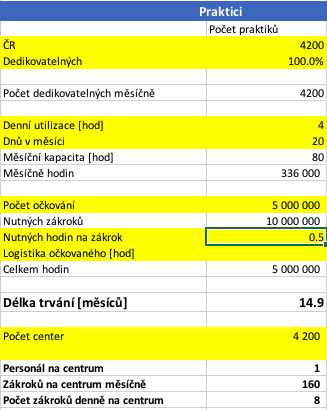 Praktici
Počet praktiků
ČR 4200
Dedikovatelných 100.0%
Počet dedikovatelných měsíčně 4200
Denní utilizace [hod] 4
Dnů v měsíci 20
Měsíční kapacita [hod] 80
Měsíčně hodin 336 000
Počet očkování 5 000 000
Nutných zákroků 10 000 000
Nutných hodin na zákrok 0.5
Logistika očkovaného [hod]
Celkem hodin 5 000 000
Délka trvání [měsíců] 14.9
Počet center 4 200
Personál na centrum 1
Zákroků na centrum měsíčně 160
Počet zákroků denně na centrum 8